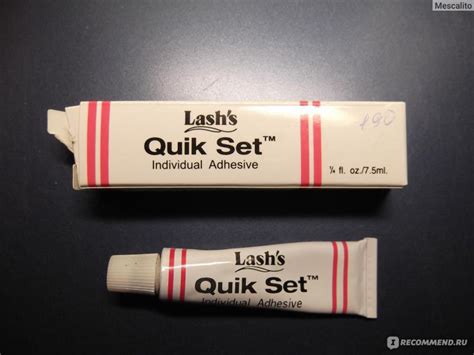 Mescalito
Lash's
Quik Set™
Individual Adhesive
190
¼ fl. oz./7.5ml.
Lash's
Quik Set™
Individual Adhesive
IRECOMMEND.RU